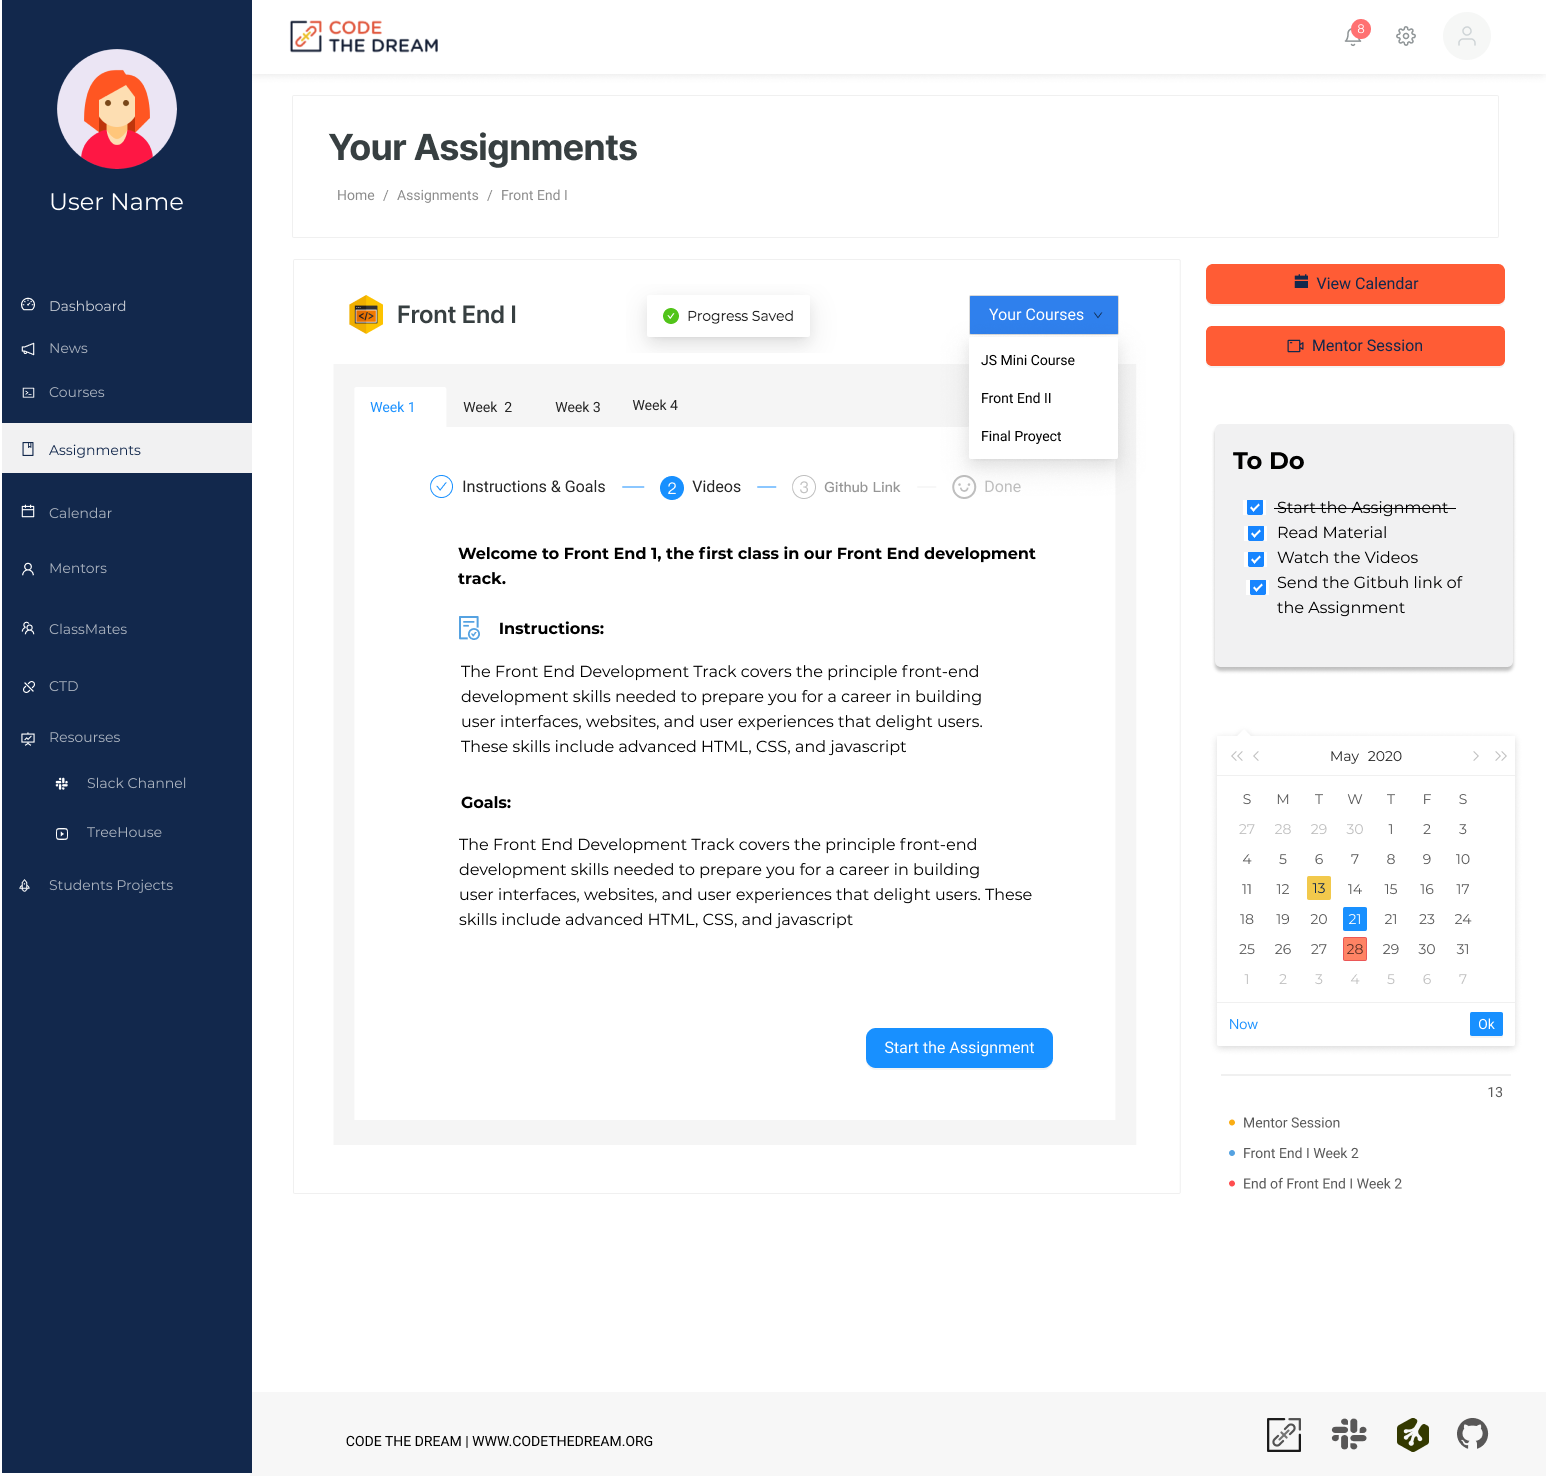 CODE
THE DREAM
8
User Name
Dashboard
News
Courses
Assignments
Calendar
Mentors
ClassMates
CTD
Resourses
Slack Channel
TreeHouse
Students Projects
Your Assignments
Home / Assignments / Front End I
Front End I
Progress Saved
Your Courses
JS Mini Course
Front End II
Final Proyect
Week 1
Week 2
Week 3
Week 4
Instructions & Goals
2 Videos
3 Github Link
Done
Welcome to Front End 1, the first class in our Front End development
track.
Instructions:
The Front End Development Track covers the principle front-end
development skills needed to prepare you for a career in building
user interfaces, websites, and user experiences that delight users.
These skills include advanced HTML, CSS, and javascript
Goals:
The Front End Development Track covers the principle front-end
development skills needed to prepare you for a career in building
user interfaces, websites, and user experiences that delight users. These
skills include advanced HTML, CSS, and javascript
Start the Assignment
View Calendar
Mentor Session
To Do
Start the Assignment
Read Material
Watch the Videos
Send the Gitbuh link of
the Assignment
May 2020
S M T W T F S
27 28 29 30 1 2 3
4 5 6 7 8 9 10
11 12 13 14 15 16 17
18 19 20 21 21 23 24
25 26 27 28 29 30 31
1 2 3 4 5 6 7
Now
Ok
13
Mentor Session
Front End I Week 2
End of Front End I Week 2
CODE THE DREAM | WWW.CODETHEDREAM.ORG